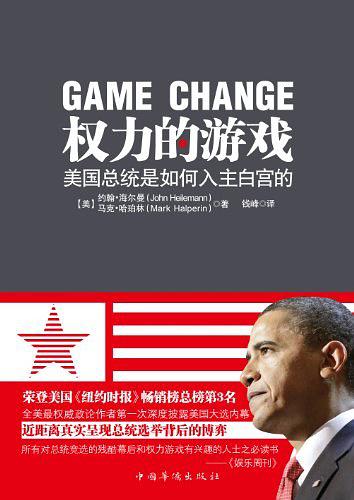 GAME CHANGE
权力的游戏
美国总统是如何入主白宫的
【美】约翰·海尔曼(John Heilemann)
马克·哈珀林(Mark Halperin) 著 钱峰 译
荣登美国《纽约时报》畅销榜总榜第3名
全美最权威政论作者第一次深度披露美国大选内幕
近距离真实呈现总统选举背后的博弈
所有对总统竞选的残酷幕后和权力游戏有兴趣的人士之必读书
——《娱乐周刊》
中国华侨出版社